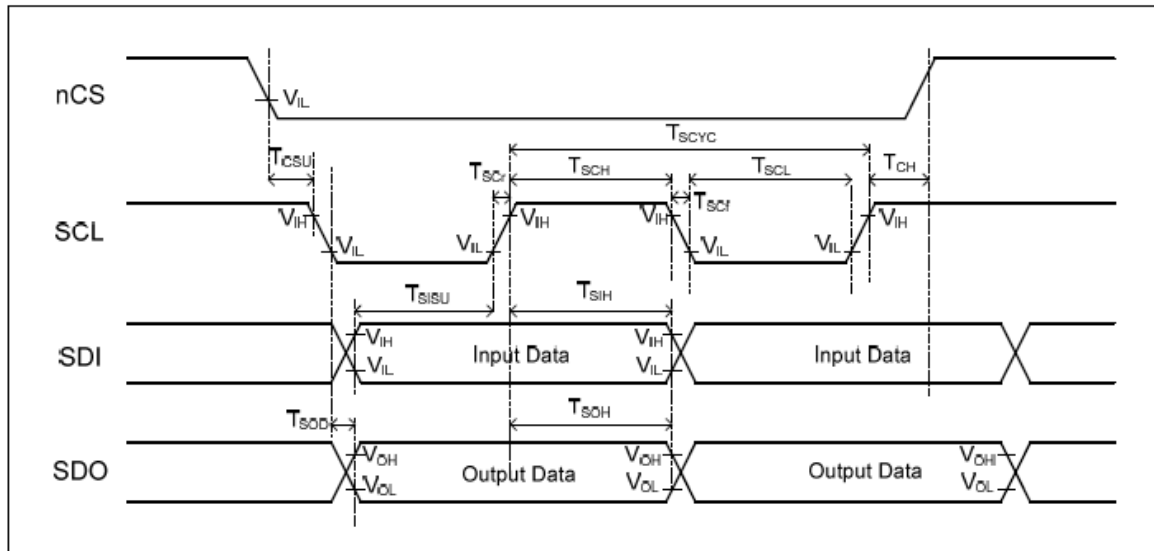 nCS
VIL
TSCYC
TCSU
TSCr
TSCH
TSCL
TCH
TSCf
SCL
VIH
VIL
VIL
VIH
VIH
VIL
VIL
VIH
TSISU
TSIH
SDI
VIH
VIL
Input Data
VIH
VIL
Input Data
TSOD
TSOH
SDO
VOH
VOL
Output Data
VOH
VOL
Output Data
VOH
VOL